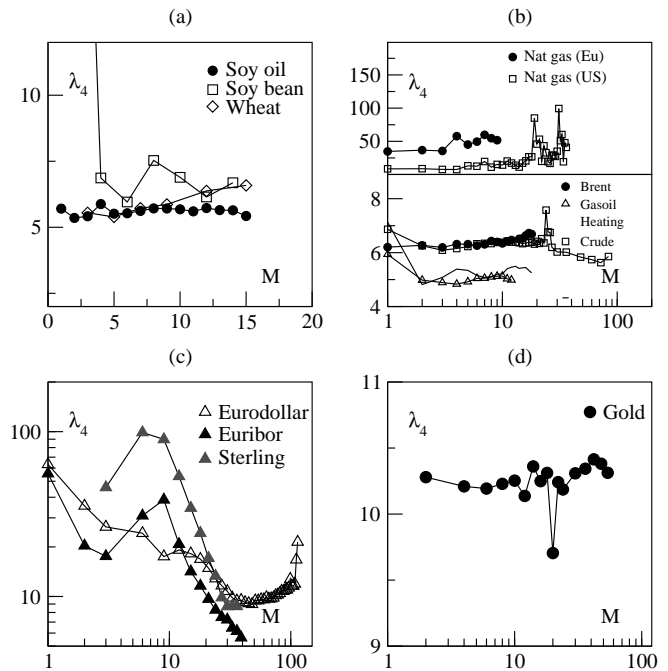 (a)
10
5
0
5
10
15
20
λ4
M
Soy oil
Soy bean
Wheat
(b)
150
100
50
λ4
Nat gas (Eu)
Nat gas (US)
8
6
4
1
10
100
M
Brent
Gasoil
Heating
Crude
(c)
100
10
1
10
100
λ4
M
Eurodollar
Euribor
Sterling
(d)
11
10
9
1
10
100
λ4
M
Gold